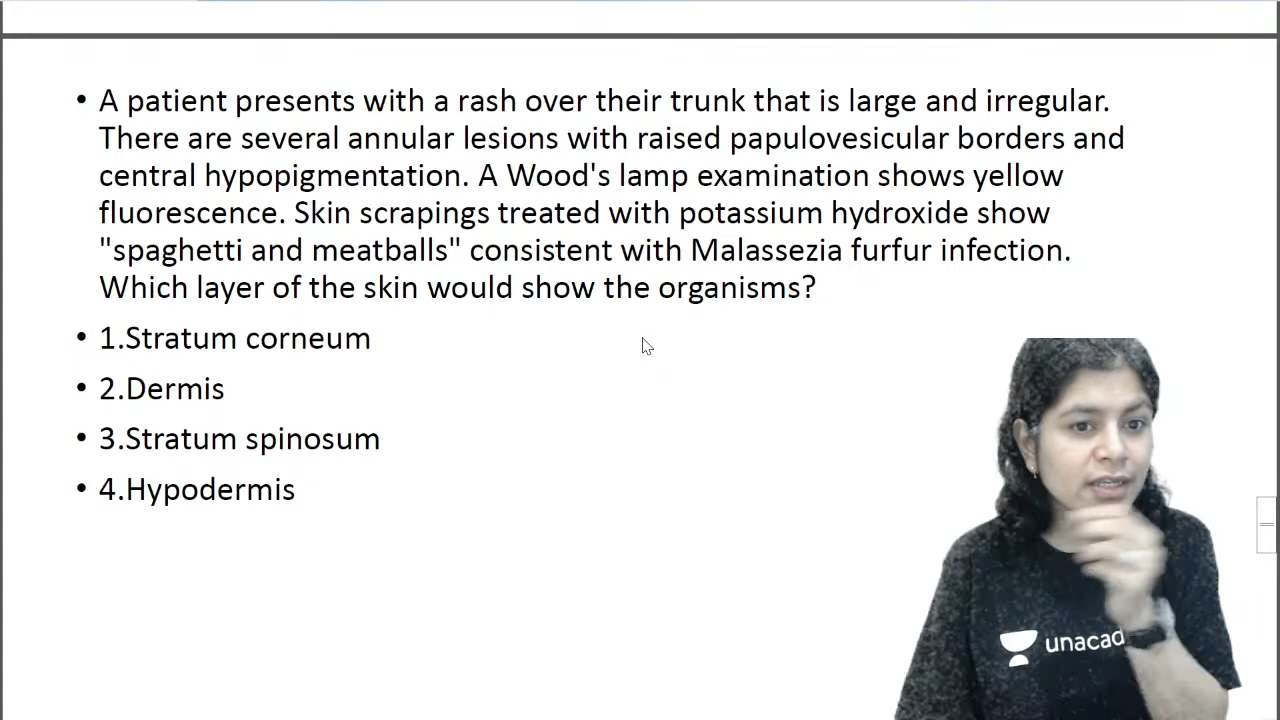 • A patient presents with a rash over their trunk that is large and irregular.
There are several annular lesions with raised papulovesicular borders and
central hypopigmentation. A Wood's lamp examination shows yellow
fluorescence. Skin scrapings treated with potassium hydroxide show
"spaghetti and meatballs" consistent with Malassezia furfur infection.
Which layer of the skin would show the organisms?
• 1.Stratum corneum
• 2.Dermis
• 3.Stratum spinosum
• 4.Hypodermis
unacad